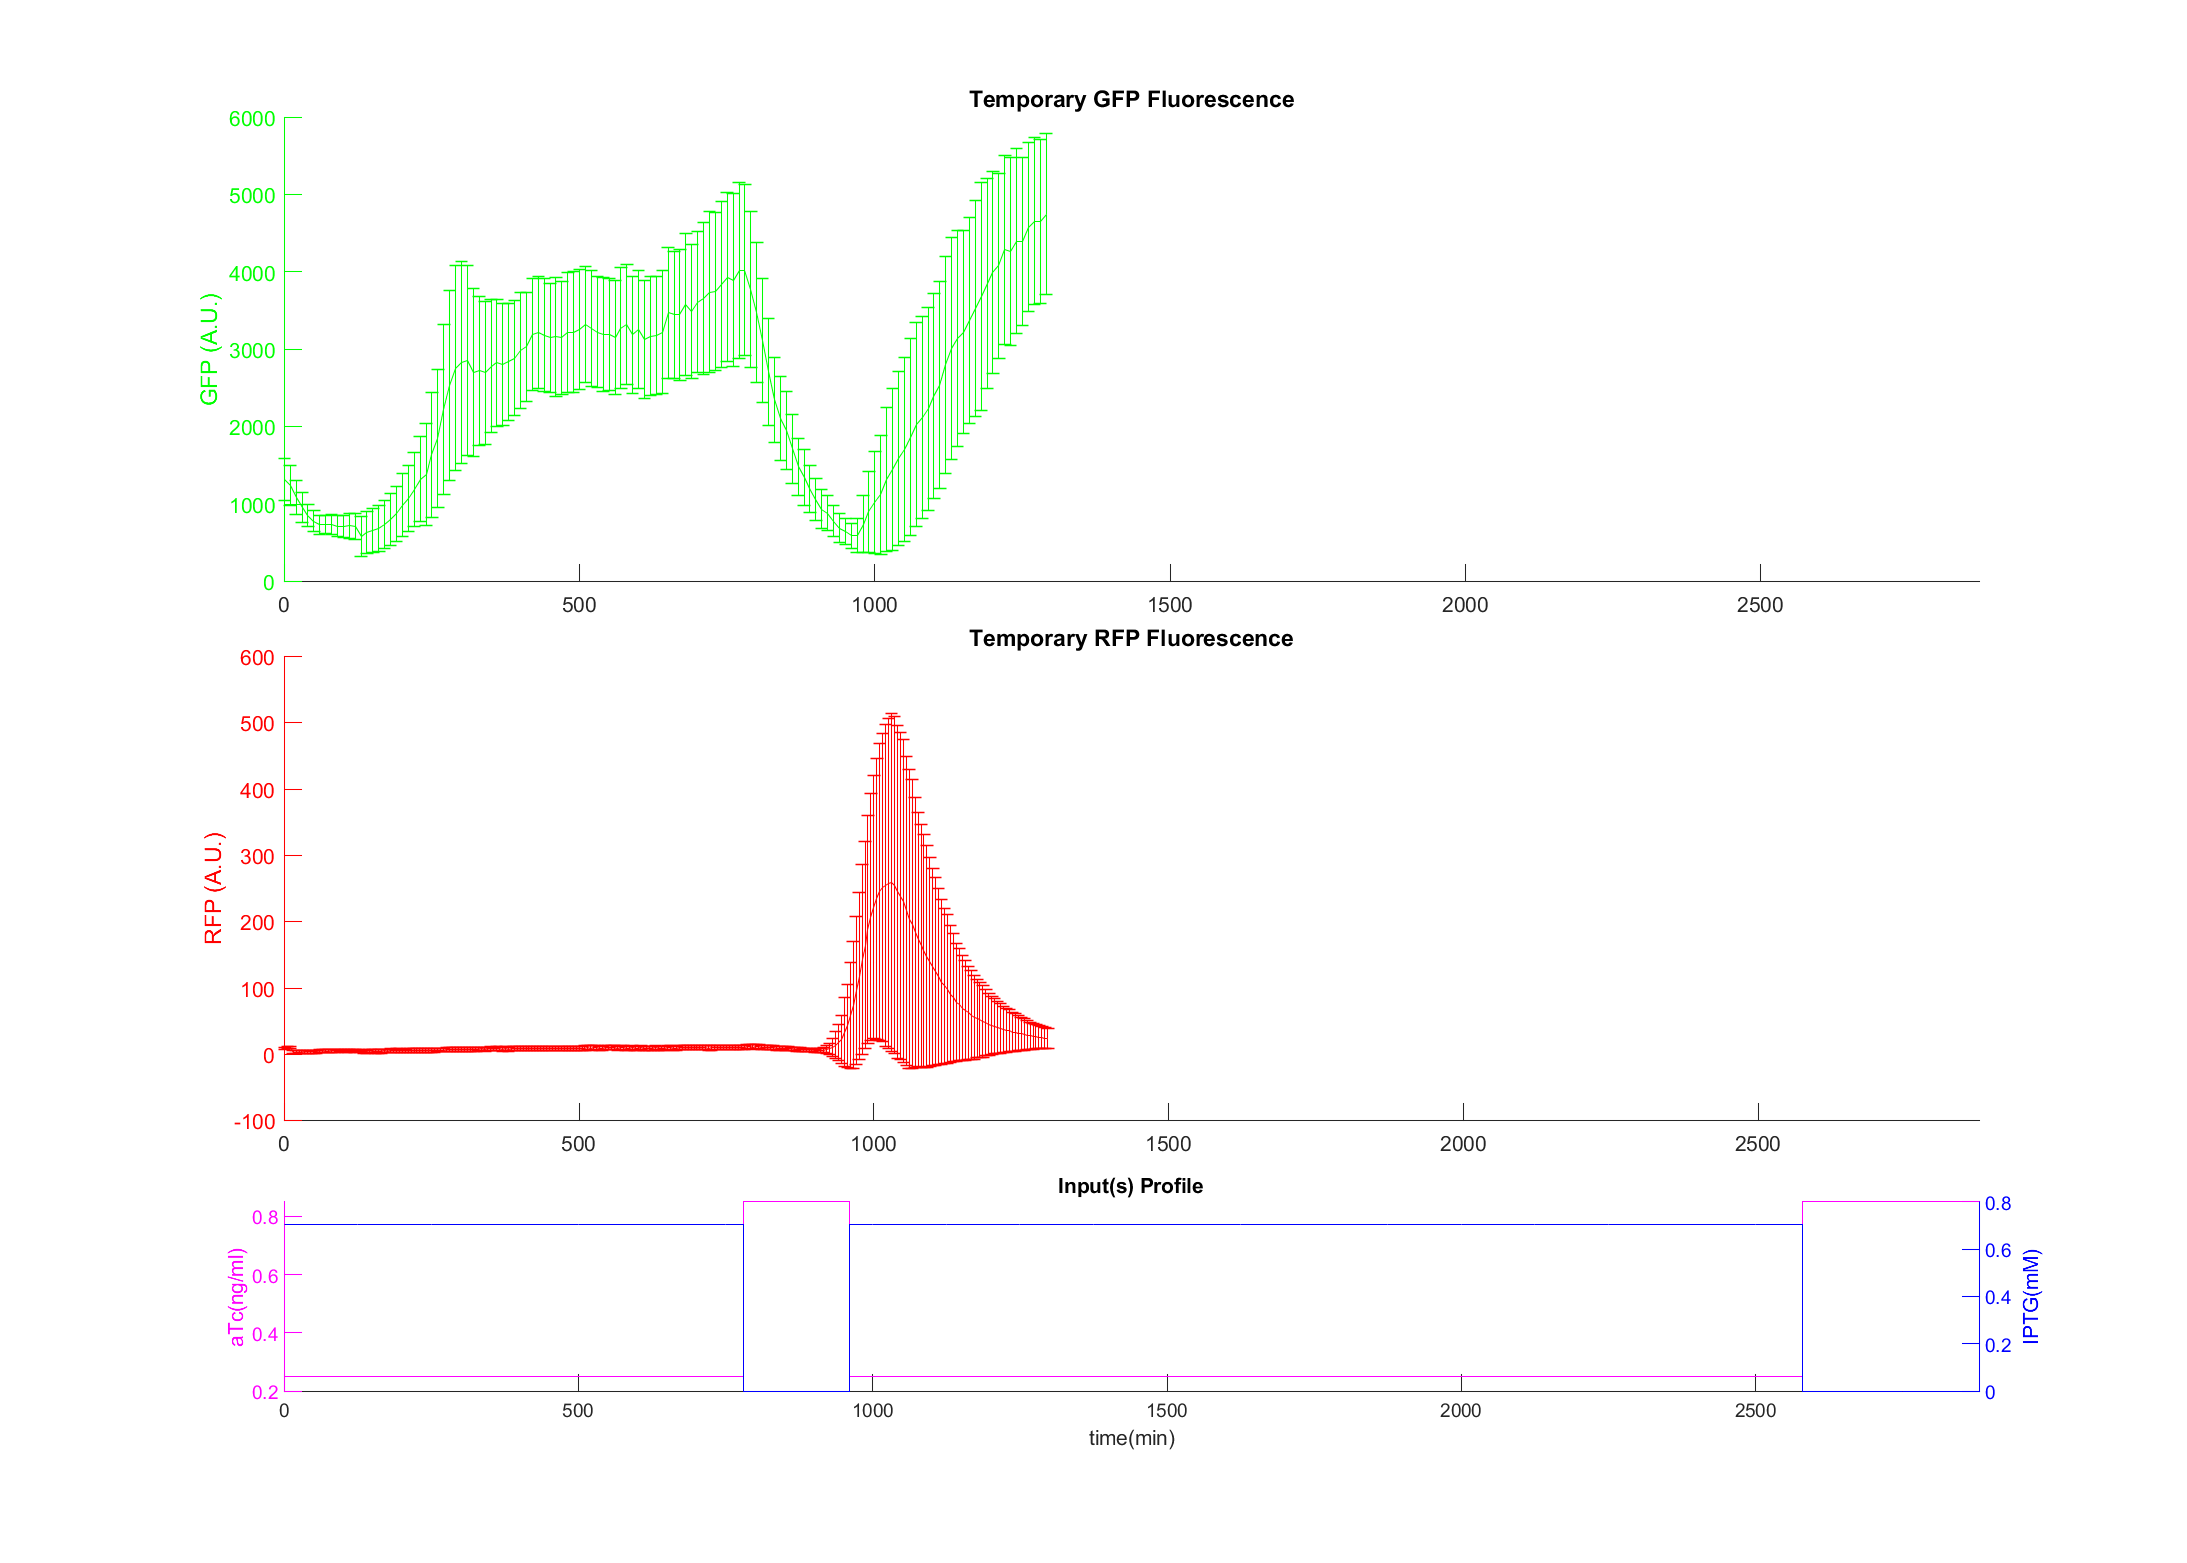 Temporary GFP Fluorescence
6000
5000
4000
3000
2000
1000
0
GFP (A.U.)
0 500 1000 1500 2000 2500
Temporary RFP Fluorescence
600
500
400
300
200
100
0
-100
RFP (A.U.)
0 500 1000 1500 2000 2500
Input(s) Profile
0.8
0.6
0.4
0.2
aTc(ng/ml)
0.8
0.6
0.4
0.2
0
IPTG(mM)
0 500 1000 1500 2000 2500
time(min)